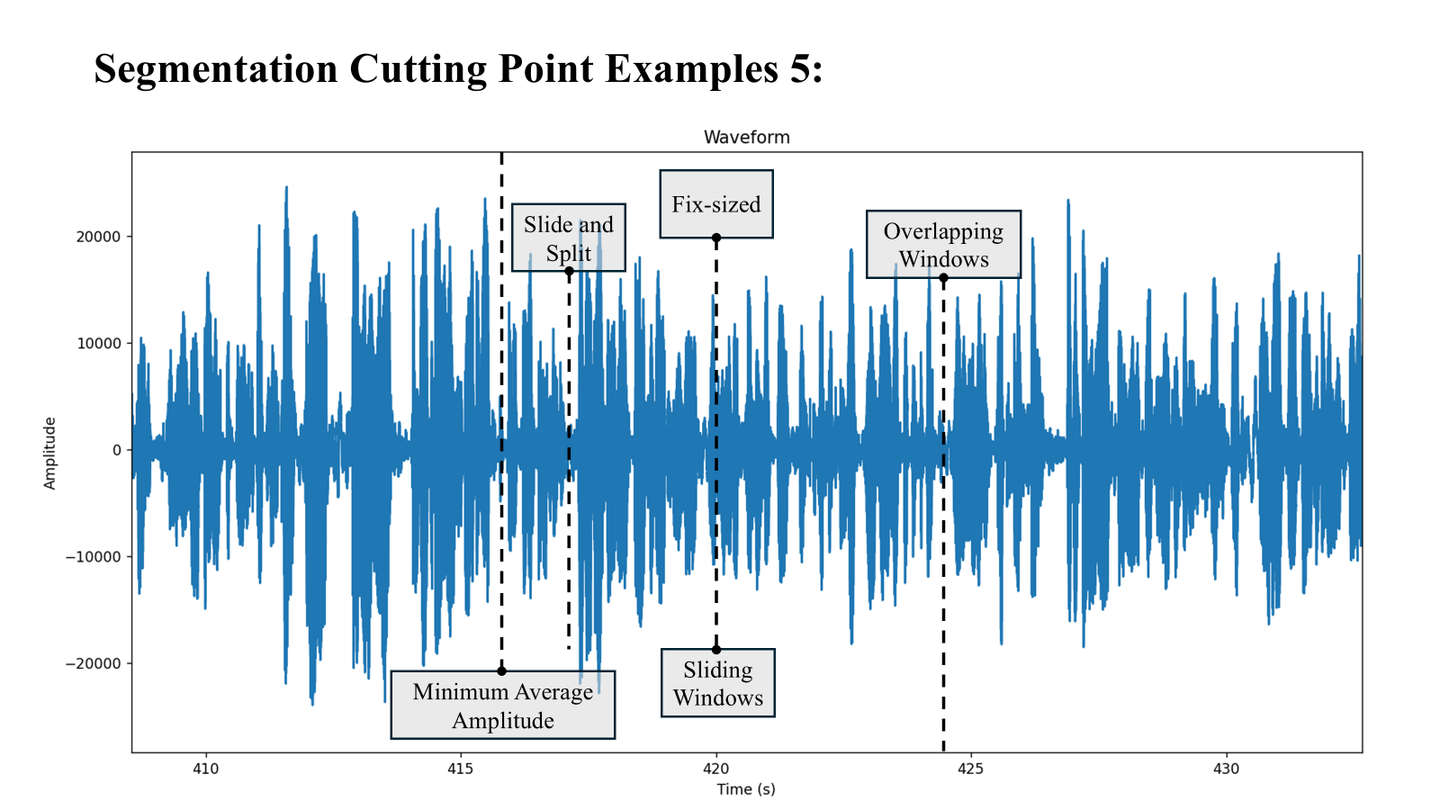 Segmentation Cutting Point Examples 5:
Waveform
Fix-sized
Slide and
Split
Overlapping
Windows
20000
10000
0
−10000
−20000
Amplitude
Minimum Average
Amplitude
Sliding
Windows
410
415
420
425
430
Time (s)